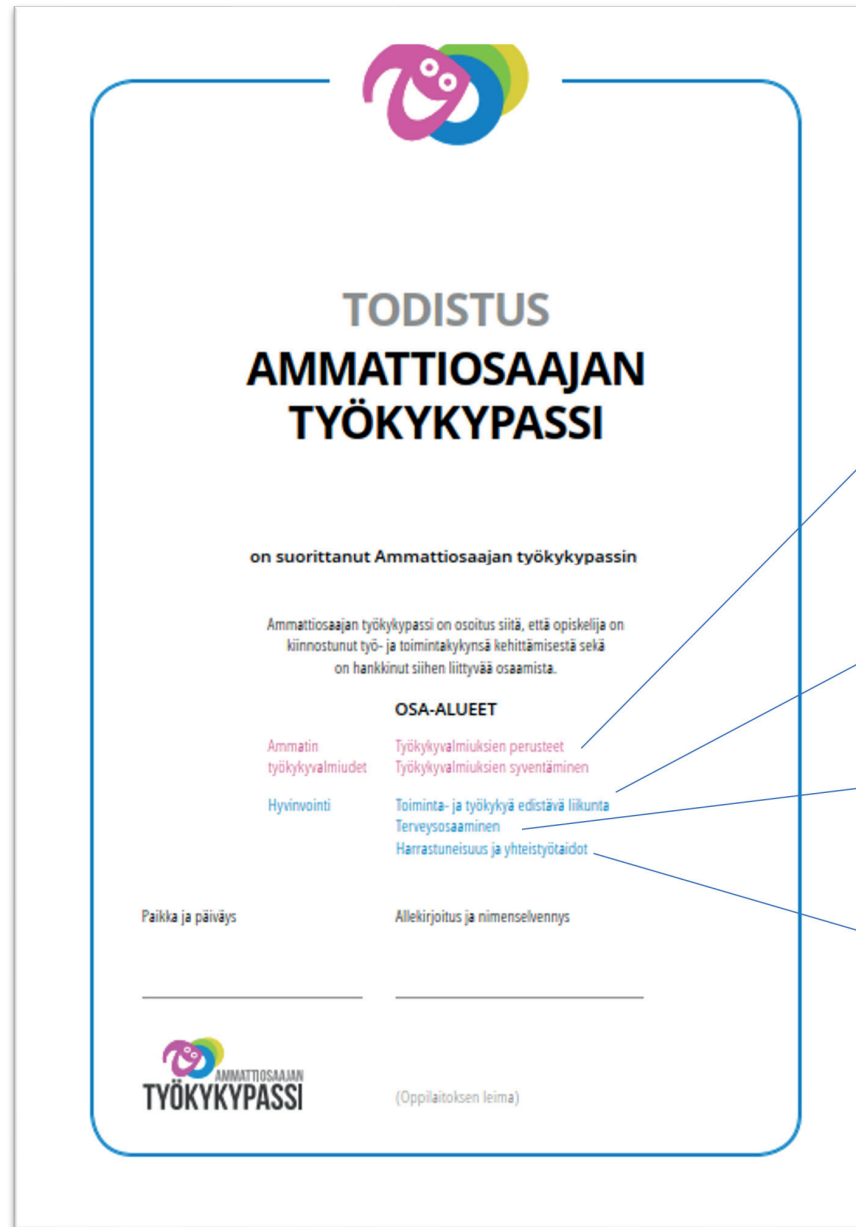 TODISTUS
AMMATTIOSAAJAN
TYÖKYKYPASSI
on suorittanut Ammattiosaajan työkykypassin
Ammattiosaajan työkykypassi on osoitus siitä, että opiskelija on
kiinnostunut työ- ja toimintakykynsä kehittämisestä sekä
on hankkinut siihen liittyvää osaamista.
OSA-ALUEET
Ammatin
työkykyvalmiudet
Työkykyvalmiuksien perusteet
Työkykyvalmiuksien syventäminen
Hyvinvointi
Toiminta- ja työkykyä edistävä liikunta
Terveysosaaminen
Harrastuneisuus ja yhteistyötaidot
Paikka ja päiväys
Allekirjoitus ja nimenselvennys
AMMATTIOSAAJAN
TYÖKYKYPASSI
(Oppilaitoksen leima)